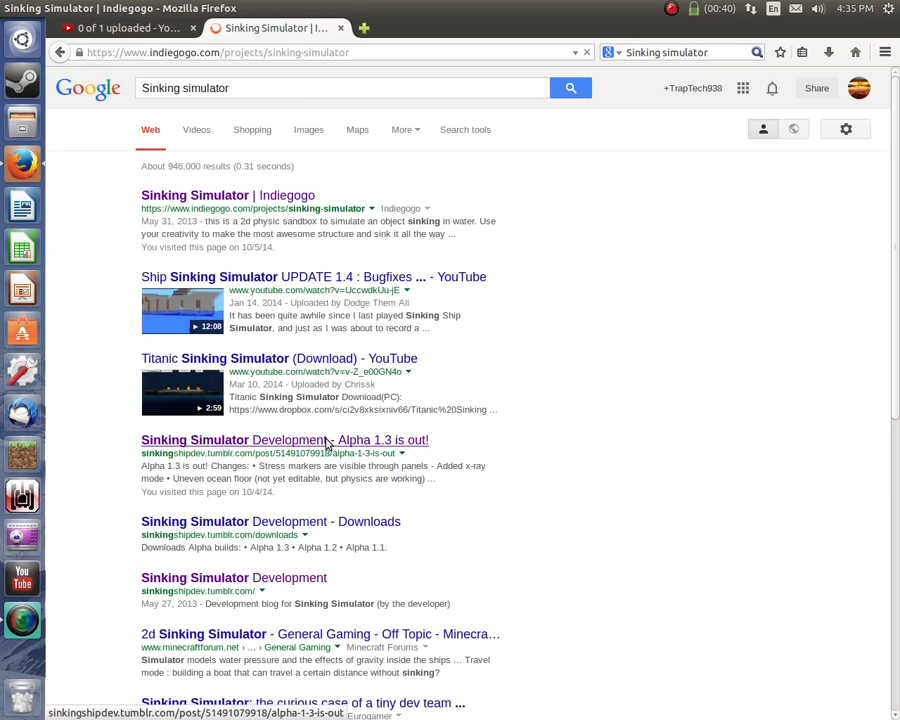 Sinking Simulator | Indiegogo - Mozilla Firefox
(00:40)
En
4:35 PM
0 of 1 uploaded - Yo... ×
Sinking Simulator | I... ×
https://www.indiegogo.com/projects/sinking-simulator
Sinking simulator
Google
Sinking simulator
+TrapTech938
Share
Web
Videos
Shopping
Images
Maps
More
Search tools
About 946,000 results (0.31 seconds)
Sinking Simulator | Indiegogo
https://www.indiegogo.com/projects/sinking-simulator Indiegogo
May 31, 2013 - this is a 2d physic sandbox to simulate an object sinking in water. Use
your creativity to make the most awesome structure and sink it all the way ...
You visited this page on 10/5/14.
Ship Sinking Simulator UPDATE 1.4 : Bugfixes ... - YouTube
www.youtube.com/watch?v=UccwdkUu-jE
Jan 14, 2014 - Uploaded by Dodge Them All
It has been quite awhile since I last played Sinking Ship
Simulator, and just as I was about to record a ...
12:08
Titanic Sinking Simulator (Download) - YouTube
www.youtube.com/watch?v=v-Z_e00GN4o
Mar 10, 2014 - Uploaded by Chrissk
Titanic Sinking Simulator Download(PC):
https://www.dropbox.com/s/ci2v8xksixniv66/Titanic%20Sinking ...
2:59
Sinking Simulator Development - Alpha 1.3 is out!
sinkingshipdev.tumblr.com/post/51491079918/alpha-1-3-is-out
Alpha 1.3 is out! Changes: • Stress markers are visible through panels - Added x-ray
mode • Uneven ocean floor (not yet editable, but physics are working) ...
You visited this page on 10/4/14.
Sinking Simulator Development - Downloads
sinkingshipdev.tumblr.com/downloads
Downloads Alpha builds: • Alpha 1.3 • Alpha 1.2 • Alpha 1.1.
Sinking Simulator Development
sinkingshipdev.tumblr.com/
May 27, 2013 - Development blog for Sinking Simulator (by the developer)
2d Sinking Simulator - General Gaming - Off Topic - Minecra...
www.minecraftforum.net › ... › General Gaming Minecraft Forums
Simulator models water pressure and the effects of gravity inside the ships ... Travel
mode : building a boat that can travel a certain distance without sinking?
Sinking Simulator: the curious case of a tiny dev team ...
Eurogamer
sinkingshipdev.tumblr.com/post/51491079918/alpha-1-3-is-out
You
Tube